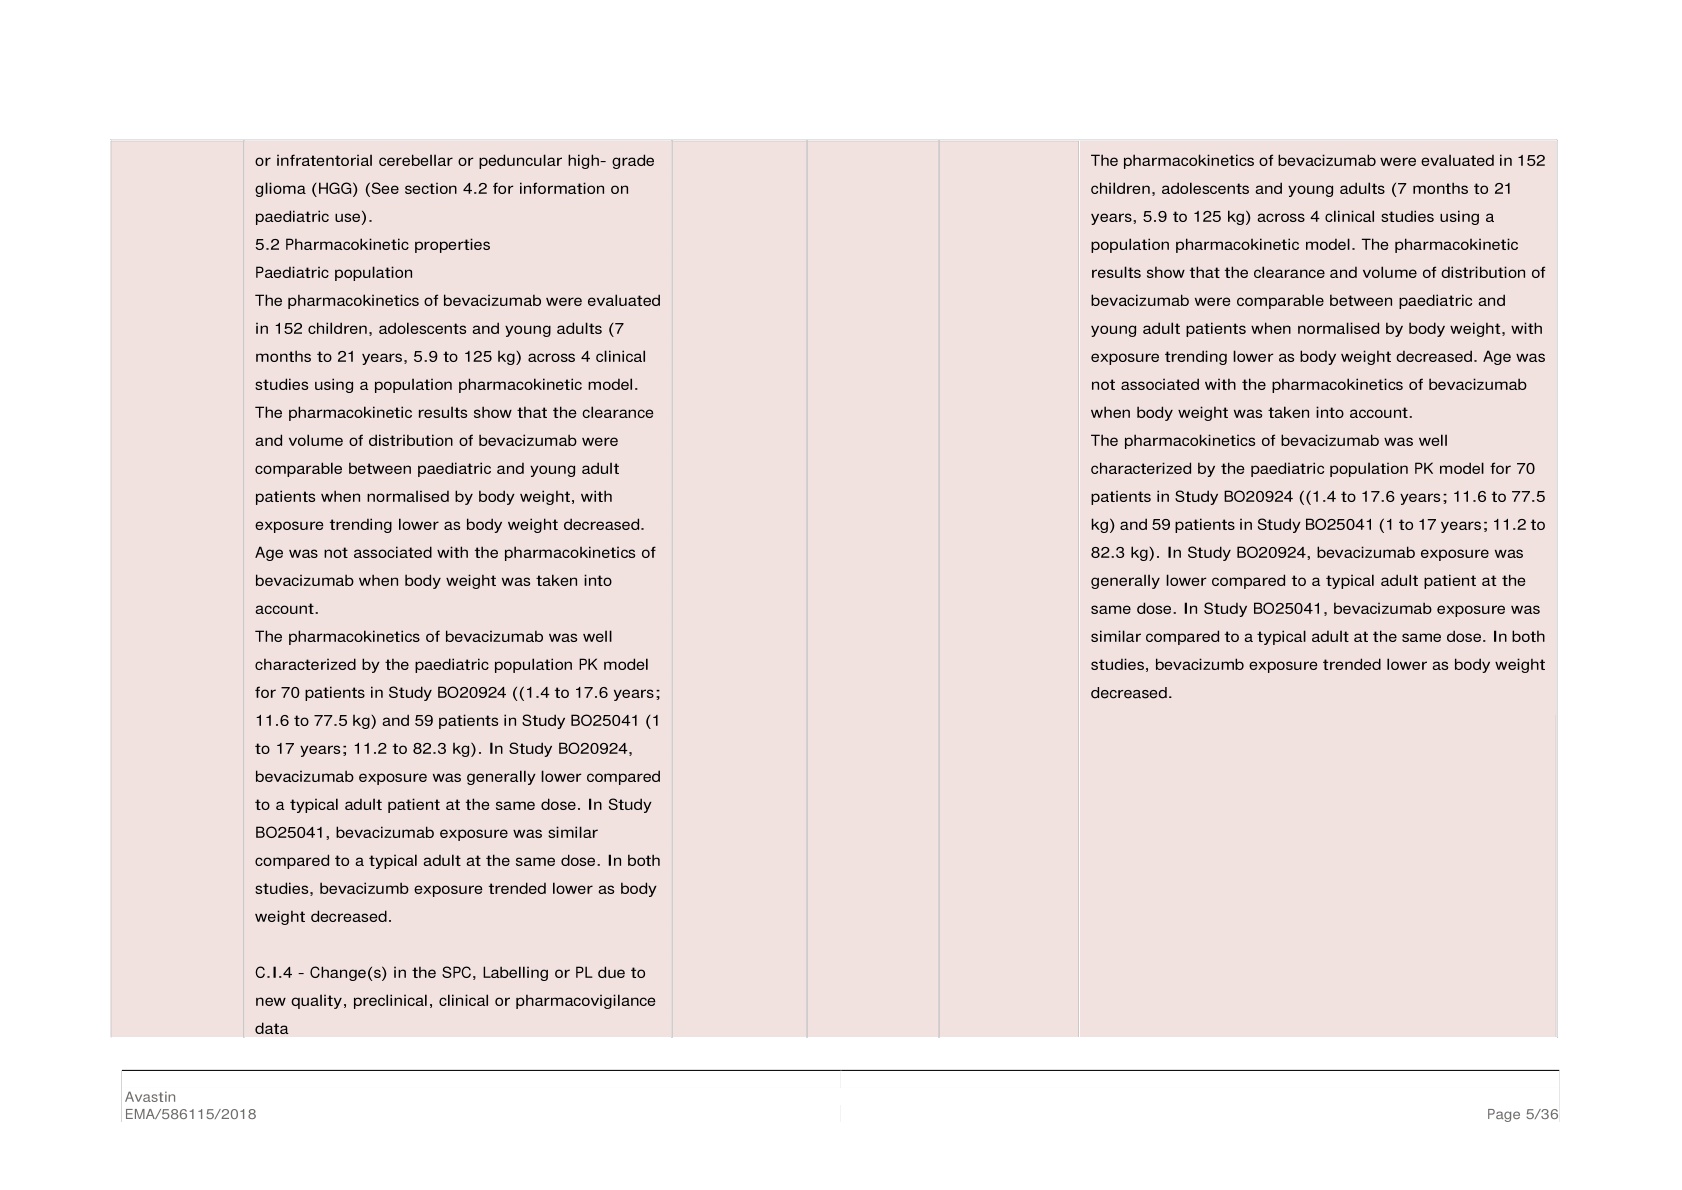 or infratentorial cerebellar or peduncular high- grade
glioma (HGG) (See section 4.2 for information on
paediatric use).
5.2 Pharmacokinetic properties
Paediatric population
The pharmacokinetics of bevacizumab were evaluated
in 152 children, adolescents and young adults (7
months to 21 years, 5.9 to 125 kg) across 4 clinical
studies using a population pharmacokinetic model.
The pharmacokinetic results show that the clearance
and volume of distribution of bevacizumab were
comparable between paediatric and young adult
patients when normalised by body weight, with
exposure trending lower as body weight decreased.
Age was not associated with the pharmacokinetics of
bevacizumab when body weight was taken into
account.
The pharmacokinetics of bevacizumab was well
characterized by the paediatric population PK model
for 70 patients in Study BO20924 ((1.4 to 17.6 years;
11.6 to 77.5 kg) and 59 patients in Study BO25041 (1
to 17 years; 11.2 to 82.3 kg). In Study BO20924,
bevacizumab exposure was generally lower compared
to a typical adult patient at the same dose. In Study
BO25041, bevacizumab exposure was similar
compared to a typical adult at the same dose. In both
studies, bevacizumb exposure trended lower as body
weight decreased.
C.I.4 - Change(s) in the SPC, Labelling or PL due to
new quality, preclinical, clinical or pharmacovigilance
data
The pharmacokinetics of bevacizumab were evaluated in 152
children, adolescents and young adults (7 months to 21
years, 5.9 to 125 kg) across 4 clinical studies using a
population pharmacokinetic model. The pharmacokinetic
results show that the clearance and volume of distribution of
bevacizumab were comparable between paediatric and
young adult patients when normalised by body weight, with
exposure trending lower as body weight decreased. Age was
not associated with the pharmacokinetics of bevacizumab
when body weight was taken into account.
The pharmacokinetics of bevacizumab was well
characterized by the paediatric population PK model for 70
patients in Study BO20924 ((1.4 to 17.6 years; 11.6 to 77.5
kg) and 59 patients in Study BO25041 (1 to 17 years; 11.2 to
82.3 kg). In Study BO20924, bevacizumab exposure was
generally lower compared to a typical adult patient at the
same dose. In Study BO25041, bevacizumab exposure was
similar compared to a typical adult at the same dose. In both
studies, bevacizumb exposure trended lower as body weight
decreased.
Avastin
EMA/586115/2018
Page 5/36